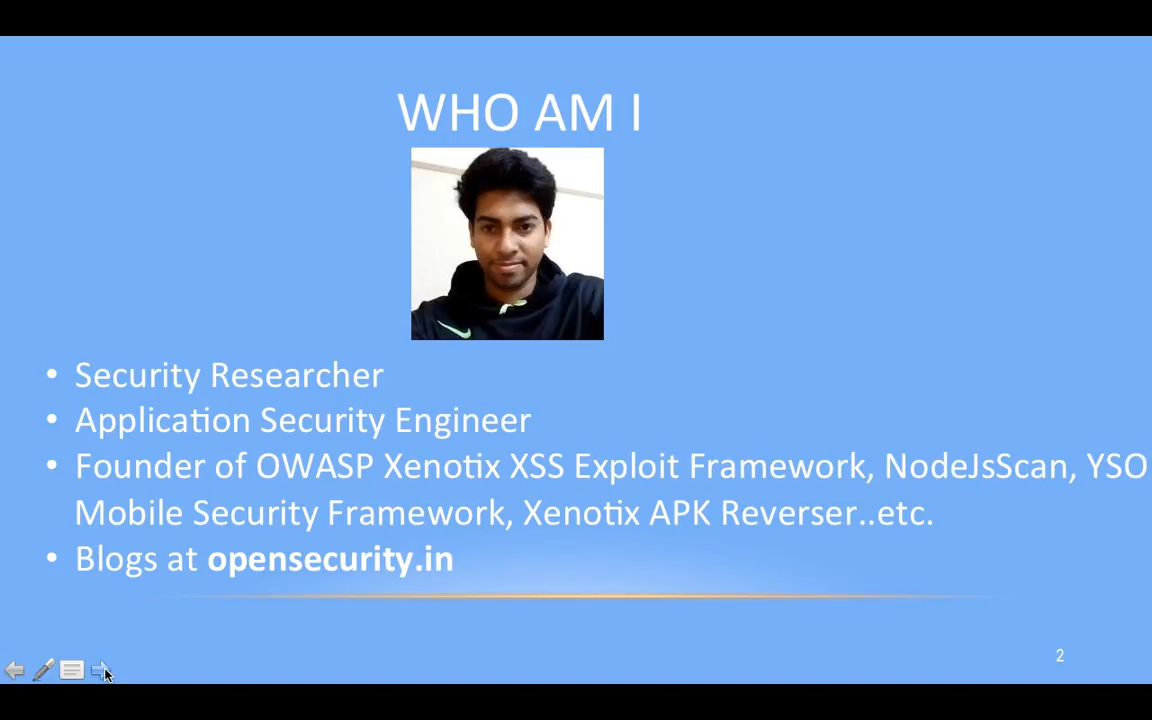 WHO AM I
• Security Researcher
• Application Security Engineer
• Founder of OWASP Xenotix XSS Exploit Framework, NodeJsScan, YSO
Mobile Security Framework, Xenotix APK Reverser..etc.
• Blogs at opensecurity.in
2